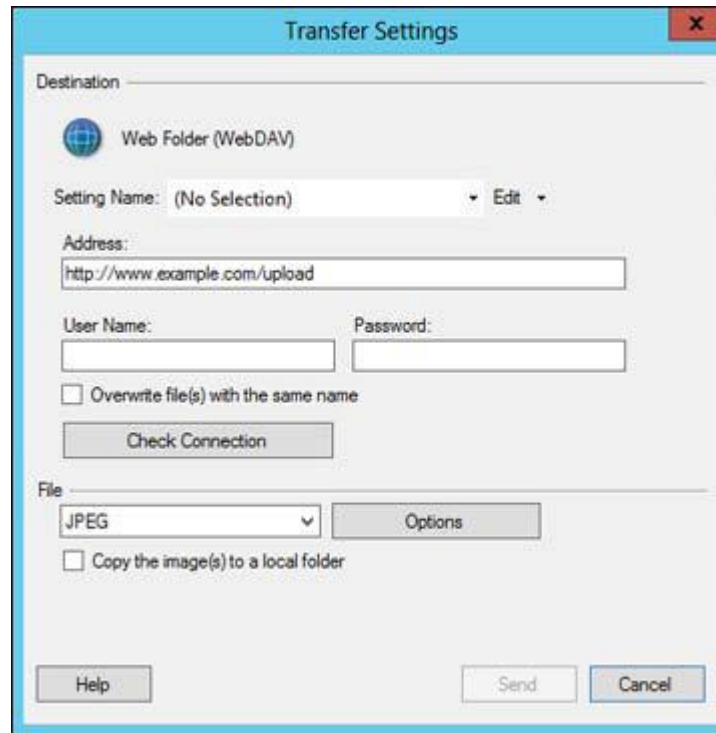 Transfer Settings
x
Destination
Web Folder (WebDAV)
Setting Name: (No Selection) Edit
Address:
http://www.example.com/upload
User Name: Password:
Overwrite file(s) with the same name
Check Connection
File
JPEG Options
Copy the image(s) to a local folder
Help Send Cancel